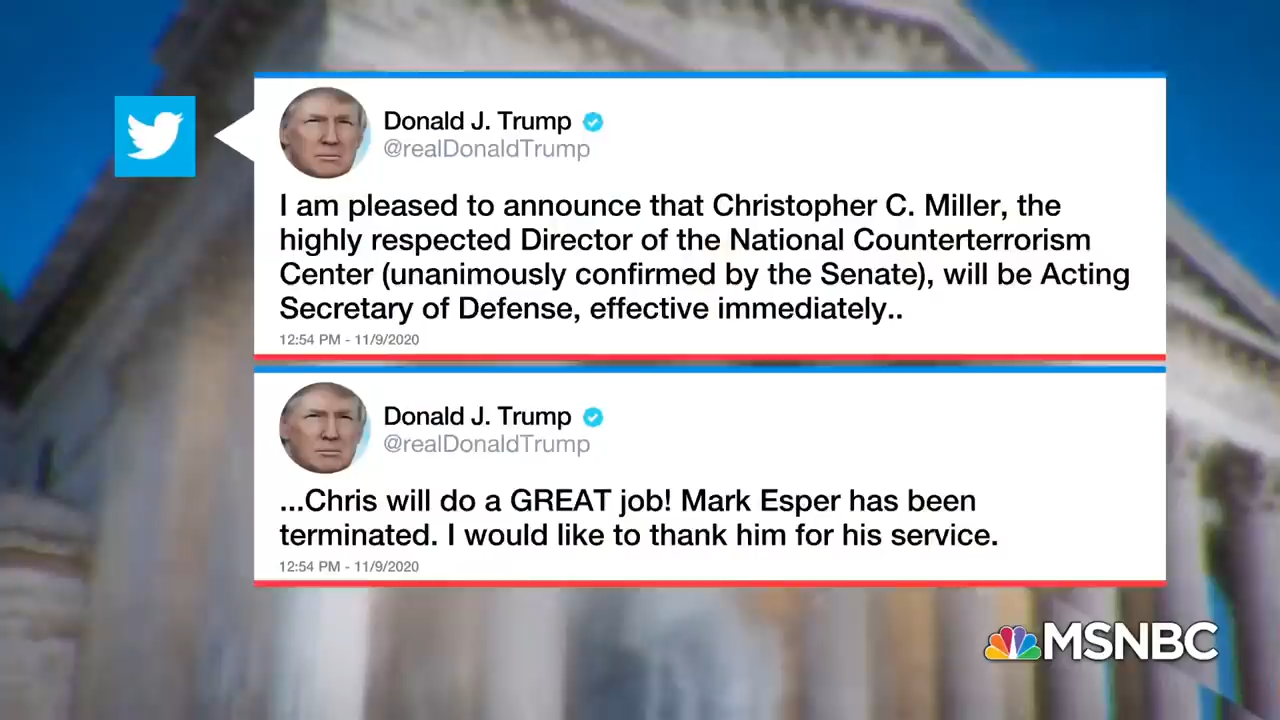 Donald J. Trump
@realDonaldTrump
I am pleased to announce that Christopher C. Miller, the
highly respected Director of the National Counterterrorism
Center (unanimously confirmed by the Senate), will be Acting
Secretary of Defense, effective immediately..
12:54 PM - 11/9/2020
Donald J. Trump
@realDonaldTrump
...Chris will do a GREAT job! Mark Esper has been
terminated. I would like to thank him for his service.
12:54 PM - 11/9/2020
MSNBC